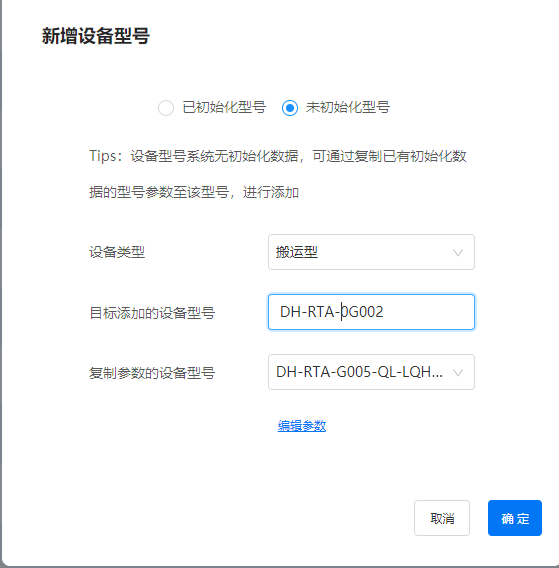 新增设备型号
已初始化型号 未初始化型号
Tips：设备型号系统无初始化数据，可通过复制已有初始化数
据的型号参数至该型号，进行添加
设备类型 搬运型
目标添加的设备型号 DH-RTA-0G002
复制参数的设备型号 DH-RTA-G005-QL-LQH...
编辑参数
取消 确 定